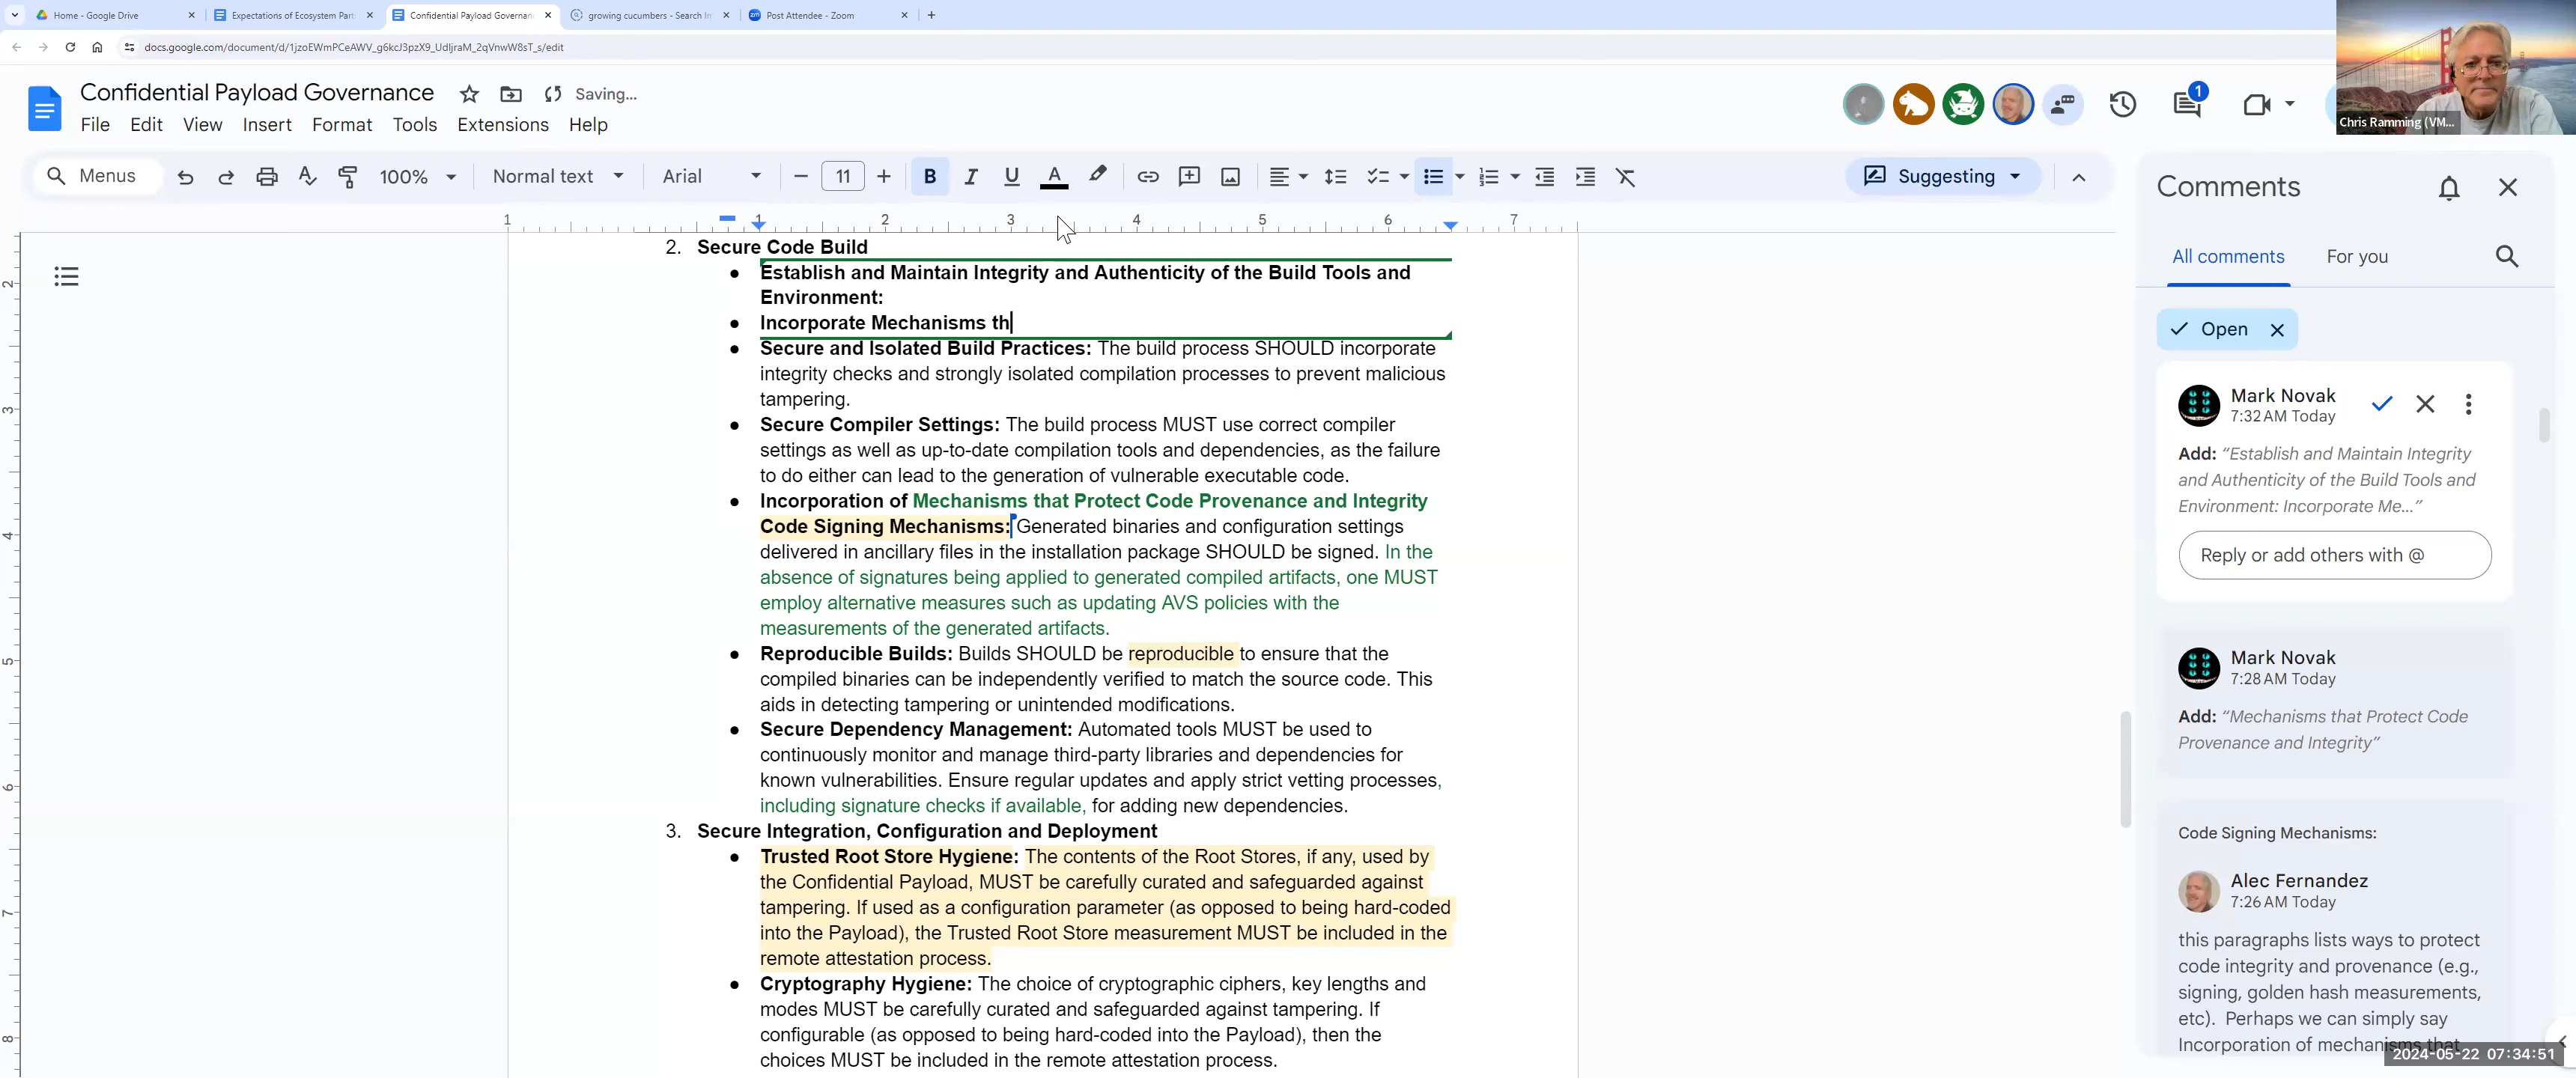 Home - Google Drive
Expectations of Ecosystem Part
Confidential Payload Governan
growing cucumbers - Search Im
Post Attendee - Zoom
docs.google.com/document/d/1jzoEWmPCeAWV_g6kcJ3pzX9_UdIjraM_2qVnwW8sT_s/edit
Chris Ramming (VM...
Confidential Payload Governance
Saving...
File Edit View Insert Format Tools Extensions Help
1
Menus
100%
Normal text
Arial
11
B I U A
Suggesting
1 1 2 3 4 5 6 7
2. Secure Code Build
● Establish and Maintain Integrity and Authenticity of the Build Tools and
Environment:
● Incorporate Mechanisms th
● Secure and Isolated Build Practices: The build process SHOULD incorporate
integrity checks and strongly isolated compilation processes to prevent malicious
tampering.
● Secure Compiler Settings: The build process MUST use correct compiler
settings as well as up-to-date compilation tools and dependencies, as the failure
to do either can lead to the generation of vulnerable executable code.
● Incorporation of Mechanisms that Protect Code Provenance and Integrity
Code Signing Mechanisms: Generated binaries and configuration settings
delivered in ancillary files in the installation package SHOULD be signed. In the
absence of signatures being applied to generated compiled artifacts, one MUST
employ alternative measures such as updating AVS policies with the
measurements of the generated artifacts.
● Reproducible Builds: Builds SHOULD be reproducible to ensure that the
compiled binaries can be independently verified to match the source code. This
aids in detecting tampering or unintended modifications.
● Secure Dependency Management: Automated tools MUST be used to
continuously monitor and manage third-party libraries and dependencies for
known vulnerabilities. Ensure regular updates and apply strict vetting processes,
including signature checks if available, for adding new dependencies.
3. Secure Integration, Configuration and Deployment
● Trusted Root Store Hygiene: The contents of the Root Stores, if any, used by
the Confidential Payload, MUST be carefully curated and safeguarded against
tampering. If used as a configuration parameter (as opposed to being hard-coded
into the Payload), the Trusted Root Store measurement MUST be included in the
remote attestation process.
● Cryptography Hygiene: The choice of cryptographic ciphers, key lengths and
modes MUST be carefully curated and safeguarded against tampering. If
configurable (as opposed to being hard-coded into the Payload), then the
choices MUST be included in the remote attestation process.
2
3
4
5
6
7
8
Comments
All comments
For you
Open
Mark Novak
7:32 AM Today
Add: “Establish and Maintain Integrity
and Authenticity of the Build Tools and
Environment: Incorporate Me...”
Reply or add others with @
Mark Novak
7:28 AM Today
Add: “Mechanisms that Protect Code
Provenance and Integrity”
Code Signing Mechanisms:
Alec Fernandez
7:26 AM Today
this paragraphs lists ways to protect
code integrity and provenance (e.g.,
signing, golden hash measurements,
etc). Perhaps we can simply say
Incorporation of mechanisms that
2024-05-22 07:34:51